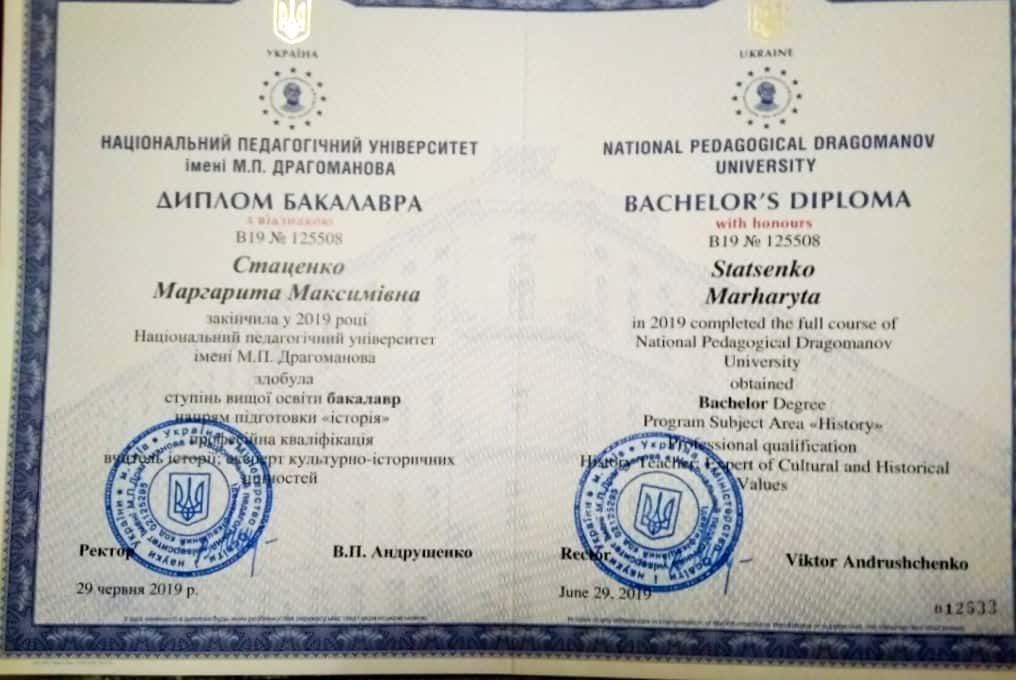 УКРАЇНА
НАЦІОНАЛЬНИЙ ПЕДАГОГІЧНИЙ УНІВЕРСИТЕТ
імені М.П. ДРАГОМАНОВА
ДИПЛОМ БАКАЛАВРА
з відзнакою
В19 № 125508
Стаценко
Маргарита Максимівна
закінчила у 2019 році
Національний педагогічний університет
імені М.П. Драгоманова
здобула
ступінь вищої освіти бакалавр
напрям підготовки «історія»
професійна кваліфікація
вчитель історії; експерт культурно-історичних
цінностей
Ректор
В.П. Андрущенко
29 червня 2019 р.
UKRAINE
NATIONAL PEDAGOGICAL DRAGOMANOV
UNIVERSITY
BACHELOR'S DIPLOMA
with honours
B19 № 125508
Statsenko
Marharyta
in 2019 completed the full course of
National Pedagogical Dragomanov
University
obtained
Bachelor Degree
Program Subject Area «History»
Professional qualification
History Teacher, Expert of Cultural and Historical
Values
Rector
Viktor Andrushchenko
June 29, 2019
012533